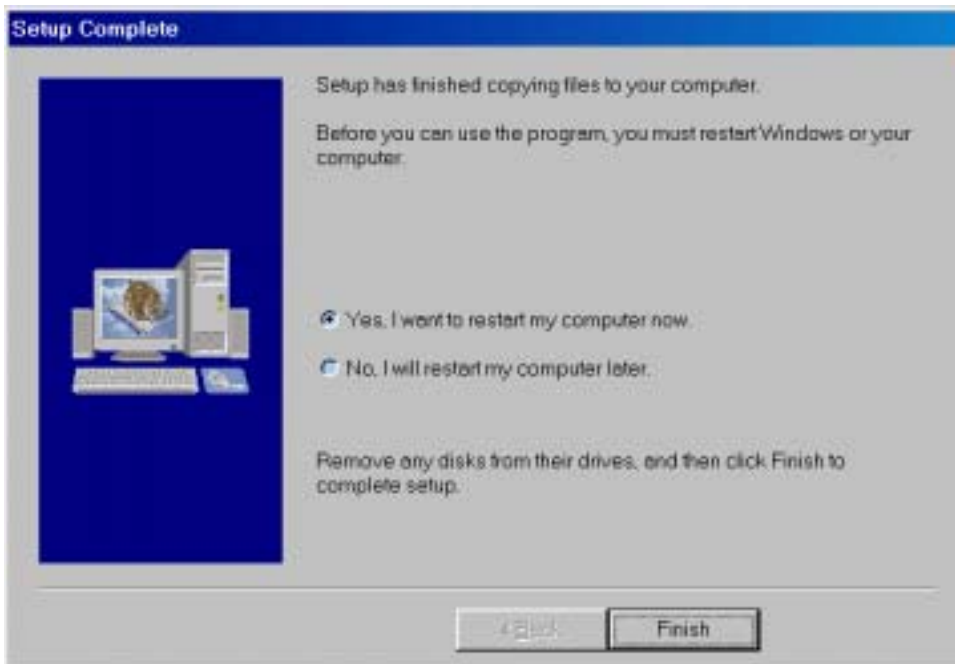 Setup Complete
Setup has finished copying files to your computer.
Before you can use the program, you must restart Windows or your
computer.
Yes, I want to restart my computer now.
No, I will restart my computer later.
Remove any disks from their drives, and then click Finish to
complete setup.
< Back
Finish